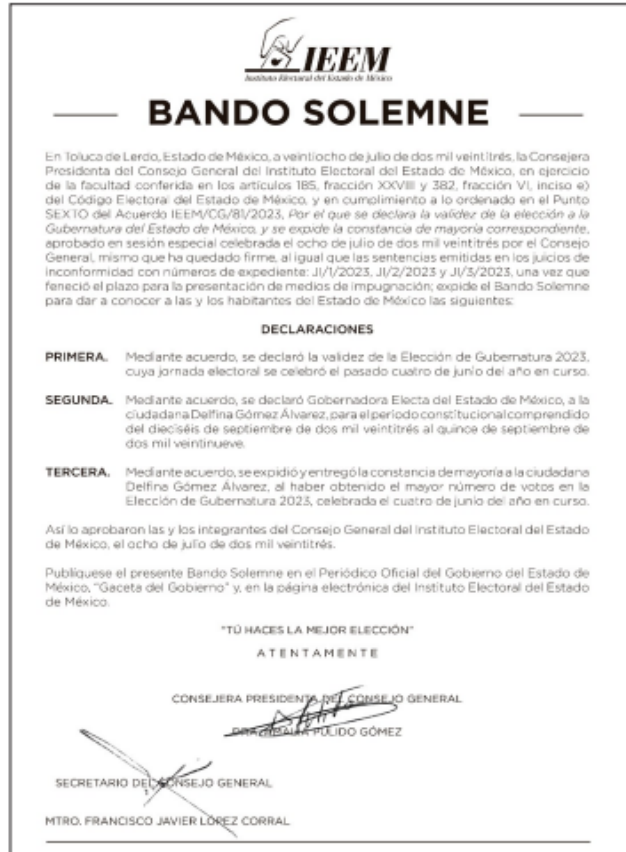 IEEM
Instituto Electoral del Estado de México
BANDO SOLEMNE
En Toluca de Lerdo, Estado de México, a veintiocho de julio de dos mil veintitrés, la Consejera
Presidenta del Consejo General del Instituto Electoral del Estado de México, en ejercicio
de la facultad conferida en los artículos 185, fracción XXVIII y 382, fracción VI, inciso e)
del Código Electoral del Estado de México, y en cumplimiento a lo ordenado en el Punto
SEXTO del Acuerdo IEEM/CG/81/2023, Por el que se declara la validez de la elección a la
Gubernatura del Estado de México, y se expide la constancia de mayoría correspondiente,
aprobado en sesión especial celebrada el ocho de julio de dos mil veintitrés por el Consejo
General, mismo que ha quedado firme, al igual que las sentencias emitidas en los juicios de
inconformidad con números de expediente: JI/1/2023, JI/2/2023 y JI/3/2023, una vez que
feneció el plazo para la presentación de medios de impugnación; expide el Bando Solemne
para dar a conocer a las y los habitantes del Estado de México las siguientes:
DECLARACIONES
PRIMERA. Mediante acuerdo, se declaró la validez de la Elección de Gubernatura 2023,
cuya jornada electoral se celebró el pasado cuatro de junio del año en curso.
SEGUNDA. Mediante acuerdo, se declaró Gobernadora Electa del Estado de México, a la
ciudadana Delfina Gómez Álvarez, para el periodo constitucional comprendido
del dieciséis de septiembre de dos mil veintitrés al quince de septiembre de
dos mil veintinueve.
TERCERA. Mediante acuerdo, se expidió y entregó la constancia de mayoría a la ciudadana
Delfina Gómez Álvarez, al haber obtenido el mayor número de votos en la
Elección de Gubernatura 2023, celebrada el cuatro de junio del año en curso.
Así lo aprobaron las y los integrantes del Consejo General del Instituto Electoral del Estado
de México, el ocho de julio de dos mil veintitrés.
Publíquese el presente Bando Solemne en el Periódico Oficial del Gobierno del Estado de
México, "Gaceta del Gobierno" y, en la página electrónica del Instituto Electoral del Estado
de México.
"TÚ HACES LA MEJOR ELECCIÓN"
ATENTAMENTE
CONSEJERA PRESIDENTA DEL CONSEJO GENERAL
DRA. AMALIA PULIDO GÓMEZ
SECRETARIO DEL CONSEJO GENERAL
MTRO. FRANCISCO JAVIER LÓPEZ CORRAL